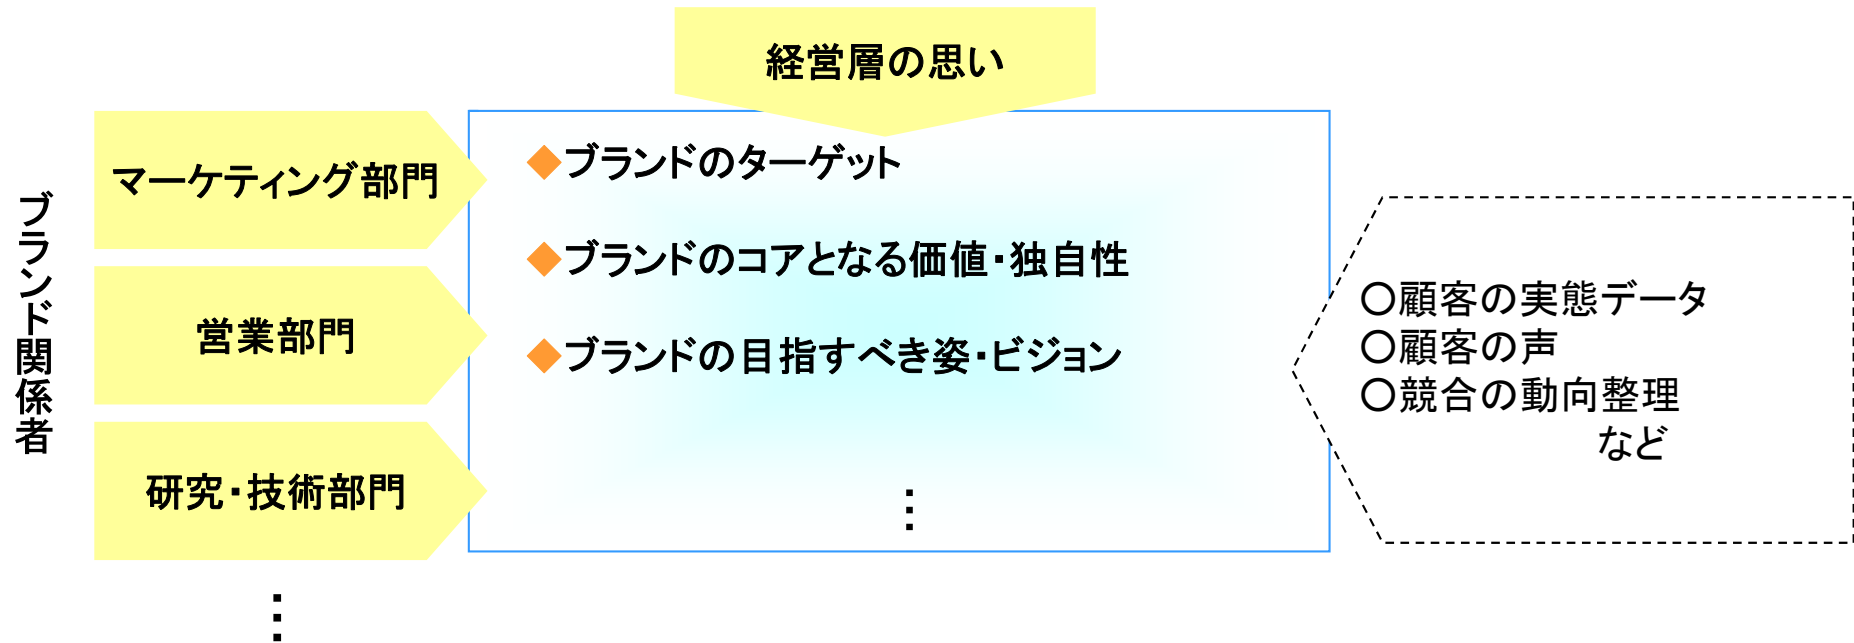 経営層の思い
ブランド関係者
マーケティング部門
営業部門
研究・技術部門
…
◆ブランドのターゲット
◆ブランドのコアとなる価値・独自性
◆ブランドの目指すべき姿・ビジョン
…
〇顧客の実態データ
〇顧客の声
〇競合の動向整理
など